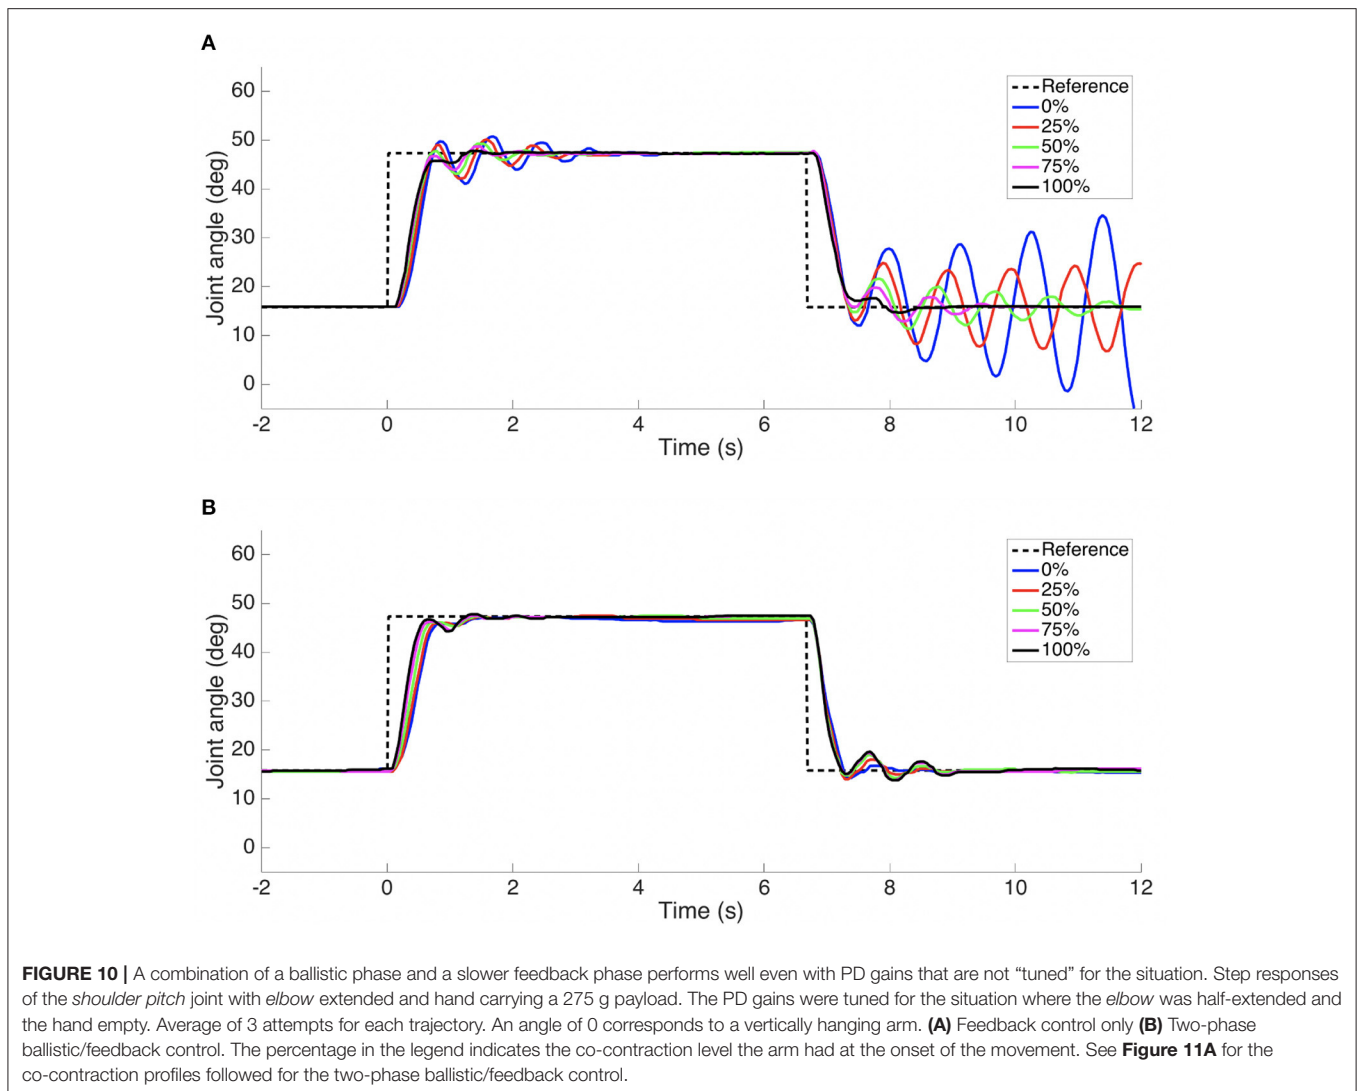 A
60
50
40
30
20
10
0
Joint angle (deg)
-2 0 2 4 6 8 10 12
Time (s)
Reference
0%
25%
50%
75%
100%
B
60
50
40
30
20
10
0
Joint angle (deg)
-2 0 2 4 6 8 10 12
Time (s)
Reference
0%
25%
50%
75%
100%
FIGURE 10 | A combination of a ballistic phase and a slower feedback phase performs well even with PD gains that are not “tuned” for the situation. Step responses
of the shoulder pitch joint with elbow extended and hand carrying a 275 g payload. The PD gains were tuned for the situation where the elbow was half-extended and
the hand empty. Average of 3 attempts for each trajectory. An angle of 0 corresponds to a vertically hanging arm. (A) Feedback control only (B) Two-phase
ballistic/feedback control. The percentage in the legend indicates the co-contraction level the arm had at the onset of the movement. See Figure 11A for the
co-contraction profiles followed for the two-phase ballistic/feedback control.